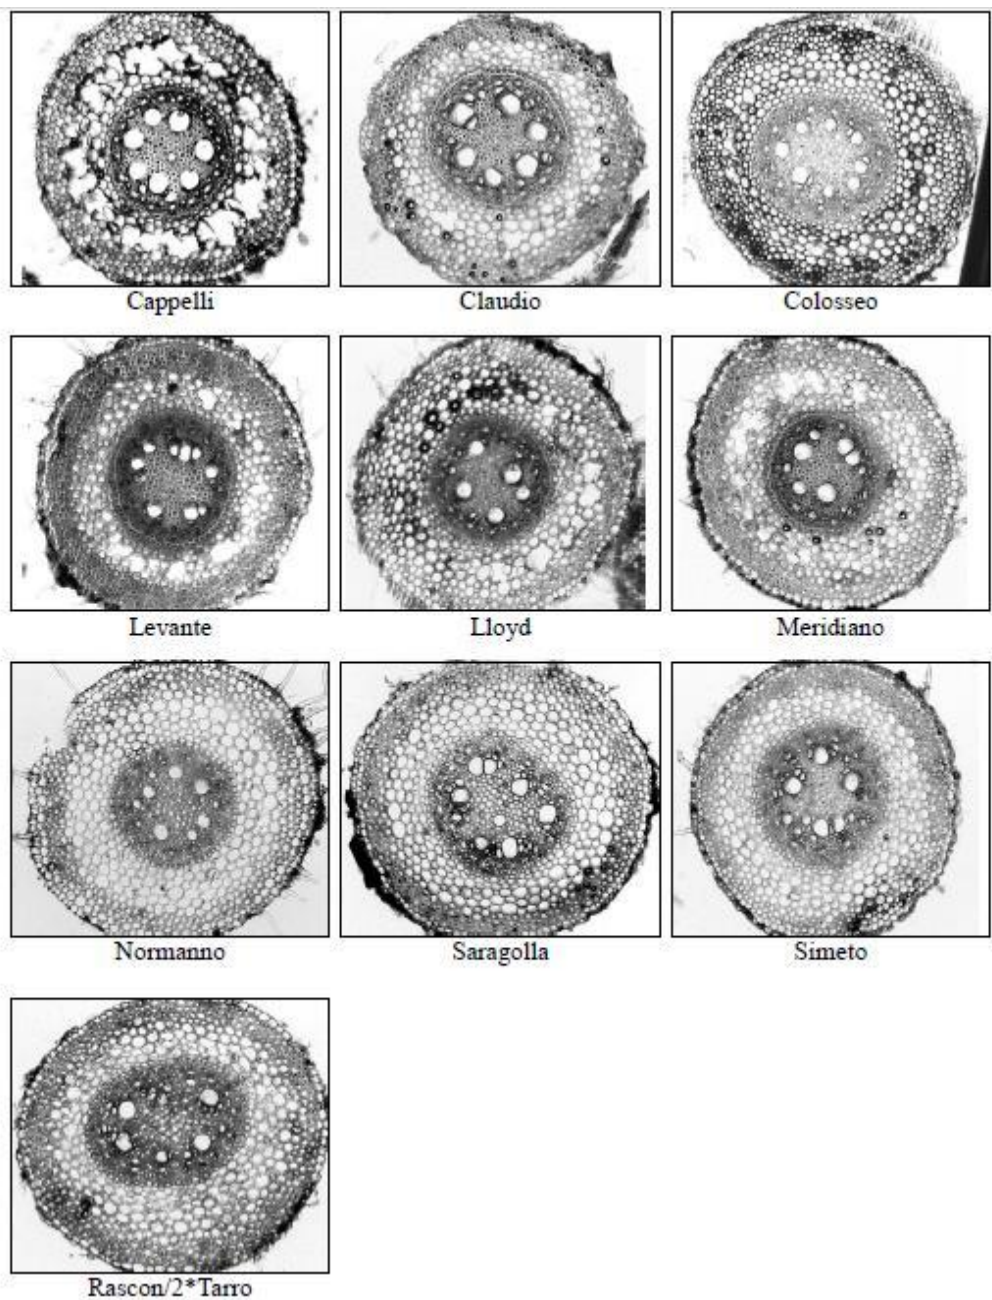 Cappelli
Claudio
Colosseo
Levante
Lloyd
Meridiano
Normanno
Saragolla
Simeto
Rascon/2*Tarro